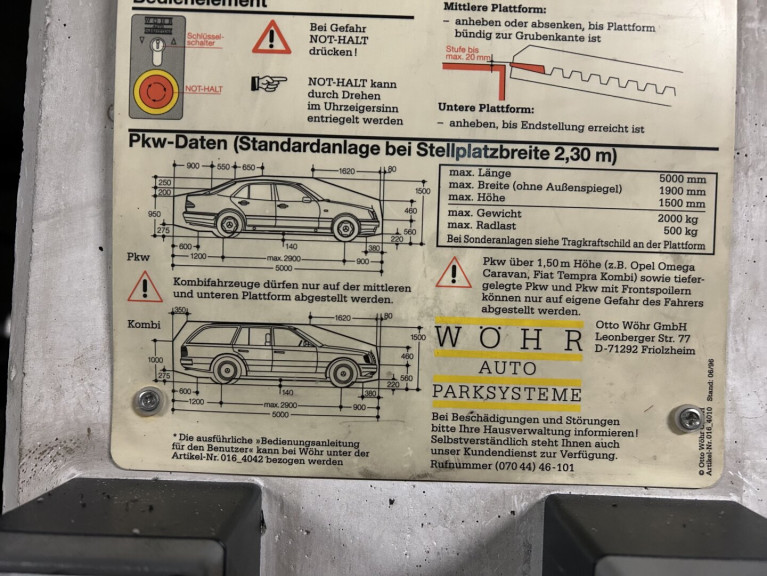 Bedienelement
Schlüssel-
schalter
NOT-HALT
Bei Gefahr
NOT-HALT
drücken !
NOT-HALT kann
durch Drehen
im Uhrzeigersinn
entriegelt werden
Mittlere Plattform:
– anheben oder absenken, bis Plattform
bündig zur Grubenkante ist
Stufe bis
max. 20 mm
Untere Plattform:
– anheben, bis Endstellung erreicht ist
Pkw-Daten (Standardanlage bei Stellplatzbreite 2,30 m)
900 550 650 1620 80
250
200
1500
950
460
275
560
220
600 140 380
1200 max. 2900 900
5000
Pkw
Kombifahrzeuge dürfen nur auf der mittleren
und unteren Plattform abgestellt werden.
Kombi
350 1620 80
1500
1000
460
275
560
220
600 140 380
1200 max. 2900 900
5000
* Die ausführliche »Bedienungsanleitung
für den Benutzer« kann bei Wöhr unter der
Artikel-Nr. 016_4042 bezogen werden
max. Länge 5000 mm
max. Breite (ohne Außenspiegel) 1900 mm
max. Höhe 1500 mm
max. Gewicht 2000 kg
max. Radlast 500 kg
Bei Sonderanlagen siehe Tragkraftschild an der Plattform
Pkw über 1,50 m Höhe (z.B. Opel Omega
Caravan, Fiat Tempra Kombi) sowie tiefer-
gelegte Pkw und Pkw mit Frontspoilern
können nur auf eigene Gefahr des Fahrers
abgestellt werden.
WÖHR
AUTO
PARKSYSTEME
Otto Wöhr GmbH
Leonberger Str. 77
D-71292 Friolzheim
Bei Beschädigungen und Störungen
bitte Ihre Hausverwaltung informieren!
Selbstverständlich steht Ihnen auch
unser Kundendienst zur Verfügung.
Rufnummer (070 44) 46-101
© Otto Wöhr
Artikel-Nr. 016_4010 Stand: 06/96